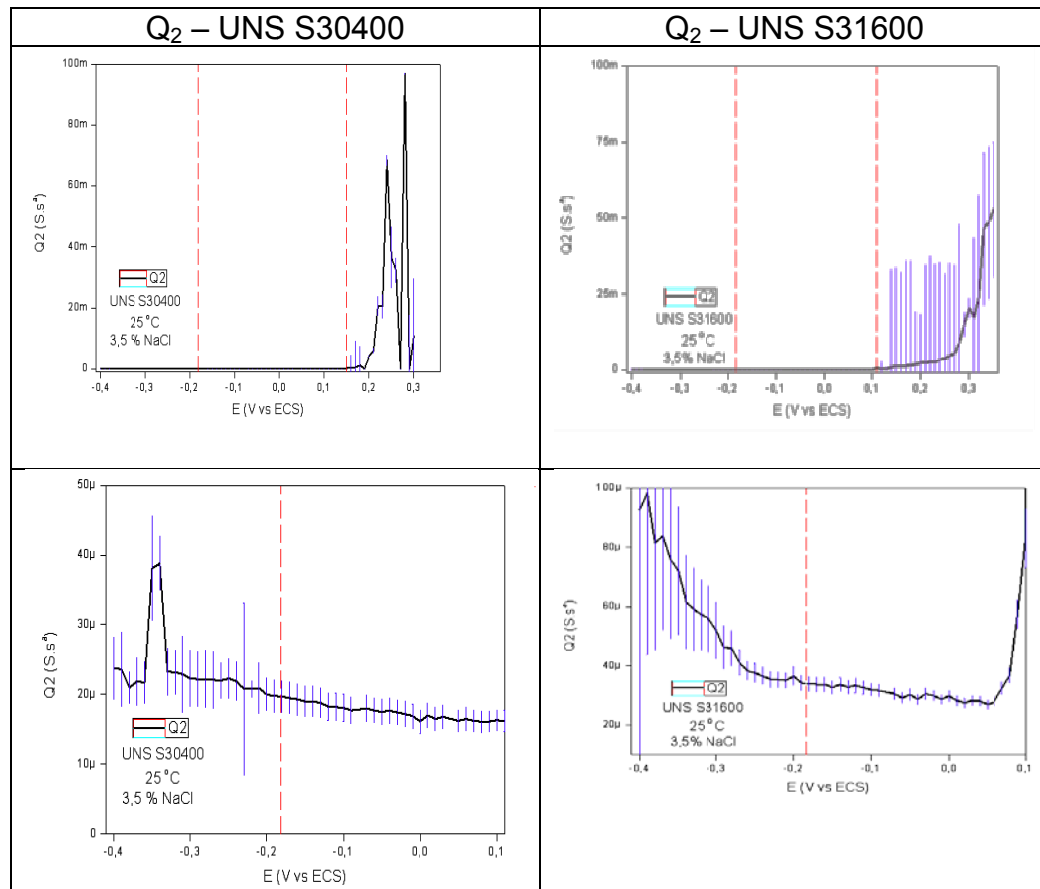 Q₂ – UNS S30400
Q₂ – UNS S31600
100m
80m
60m
40m
20m
0
Q2 (S.sᵃ)
Q2
UNS S30400
25°C
3,5 % NaCl
-0,4 -0,3 -0,2 -0,1 0,0 0,1 0,2 0,3
E (V vs ECS)
100m
75m
50m
25m
0
Q2 (S.sᵃ)
Q2
UNS S31600
25°C
3,5% NaCl
-0,4 -0,3 -0,2 -0,1 0,0 0,1 0,2 0,3
E (V vs ECS)
50µ
40µ
30µ
20µ
10µ
0
Q2 (S.sᵃ)
Q2
UNS S30400
25°C
3,5 % NaCl
-0,4 -0,3 -0,2 -0,1 0,0 0,1
E (V vs ECS)
100µ
80µ
60µ
40µ
20µ
Q2 (S.sᵃ)
Q2
UNS S31600
25°C
3,5% NaCl
-0,4 -0,3 -0,2 -0,1 0,0 0,1
E (V vs ECS)